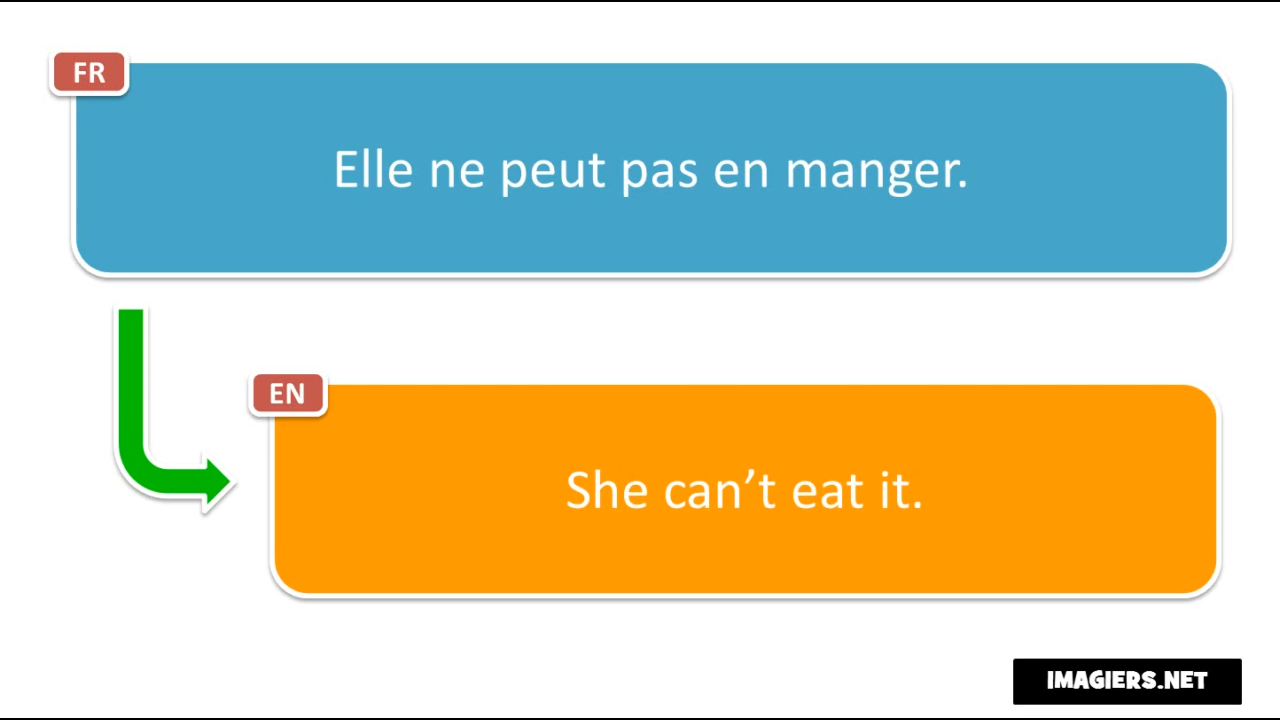 FR
Elle ne peut pas en manger.
EN
She can’t eat it.
IMAGIERS.NET